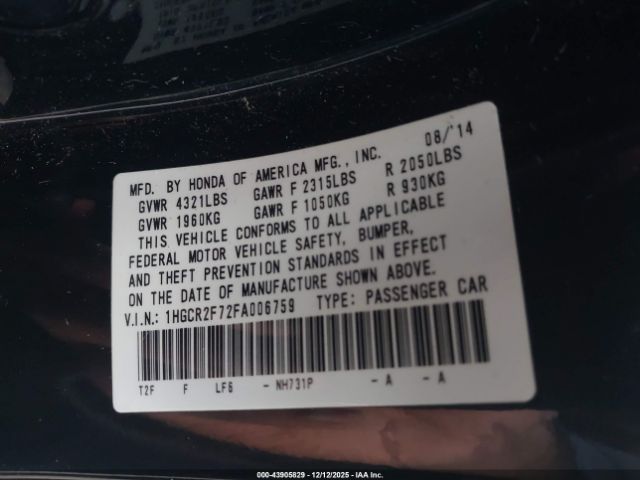 08/'14
MFD. BY HONDA OF AMERICA MFG., INC.
GVWR 4321LBS GAWR F 2315LBS R 2050LBS
GVWR 1960KG GAWR F 1050KG R 930KG
THIS VEHICLE CONFORMS TO ALL APPLICABLE
FEDERAL MOTOR VEHICLE SAFETY, BUMPER,
AND THEFT PREVENTION STANDARDS IN EFFECT
ON THE DATE OF MANUFACTURE SHOWN ABOVE.
V.I.N.: 1HGCR2F72FA006759 TYPE: PASSENGER CAR
T2F F LF6 - NH731P - A - A
000-43905829 - 12/12/2025 - IAA Inc.